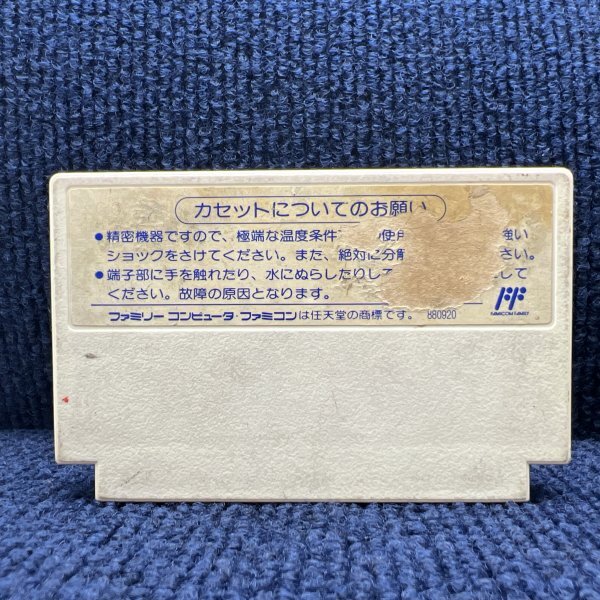 カセットについてのお願い
●精密機器ですので、極端な温度条件 使用 強い
ショックをさけてください。また、絶対に分解 さい。
●端子部に手を触れたり、水にぬらしたりして して
ください。故障の原因となります。
ファミリー コンピュータ・ファミコンは任天堂の商標です。 880920
FAMICOM FAMILY